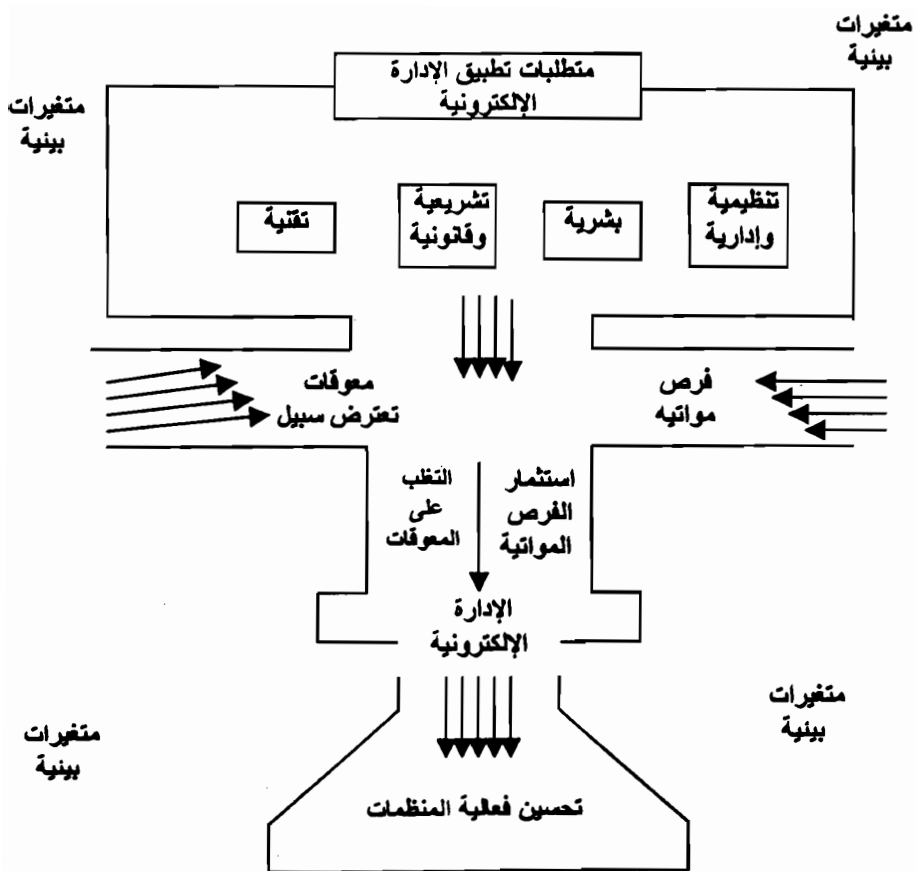 متغيرات
بيئية
متطلبات تطبيق الإدارة
الإلكترونية
متغيرات
بيئية
تنظيمية
وإدارية
بشرية
تشريعية
وقانونية
تقنية
فرص
مواتيه
معوقات
تعترض سبيل
استثمار
الفرص
المواتية
التغلب
على
المعوقات
الإدارة
الإلكترونية
متغيرات
بيئية
متغيرات
بيئية
تحسين فعالية المنظمات